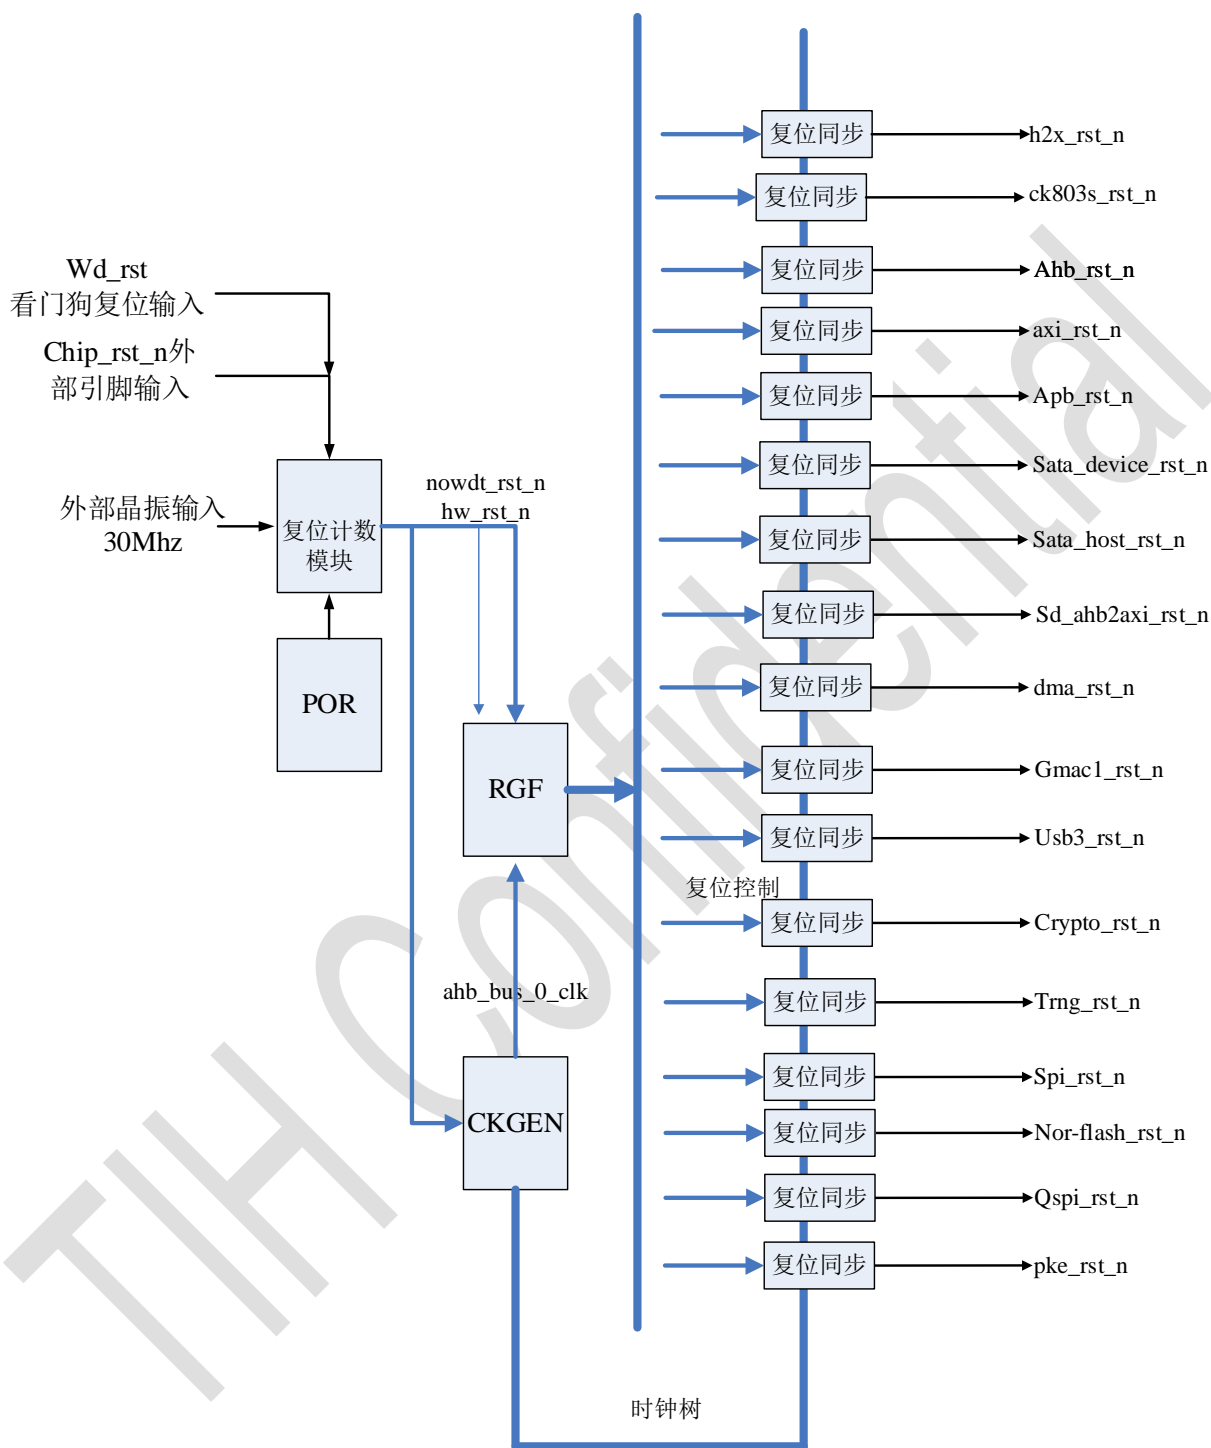 复位同步
h2x_rst_n
复位同步
ck803s_rst_n
Wd_rst
看门狗复位输入
复位同步
Ahb_rst_n
复位同步
axi_rst_n
Chip_rst_n外
部引脚输入
复位同步
Apb_rst_n
复位同步
Sata_device_rst_n
nowdt_rst_n
hw_rst_n
外部晶振输入
30Mhz
复位计数
模块
复位同步
Sata_host_rst_n
复位同步
Sd_ahb2axi_rst_n
POR
复位同步
dma_rst_n
RGF
复位同步
Gmac1_rst_n
复位同步
Usb3_rst_n
复位控制
复位同步
Crypto_rst_n
ahb_bus_0_clk
复位同步
Trng_rst_n
复位同步
Spi_rst_n
CKGEN
复位同步
Nor-flash_rst_n
复位同步
Qspi_rst_n
复位同步
pke_rst_n
时钟树
TIH Confidential